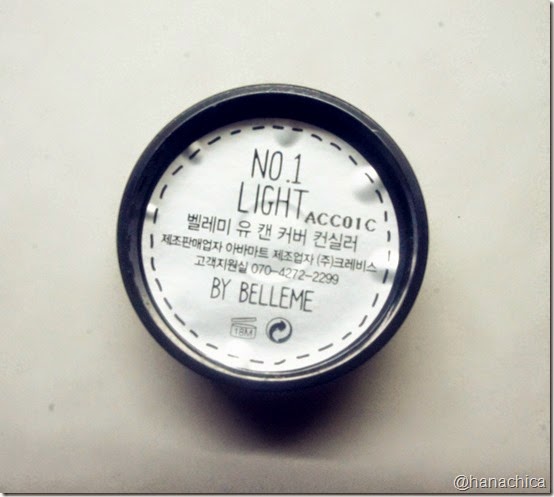 NO.1
LIGHT
ACC01C
벨레미 유 캔 커버 컨실러
제조판매업자 아바마트 제조업자 (주)크레비스
고객지원실 070-4272-2299
BY BELLEME
@hanachica